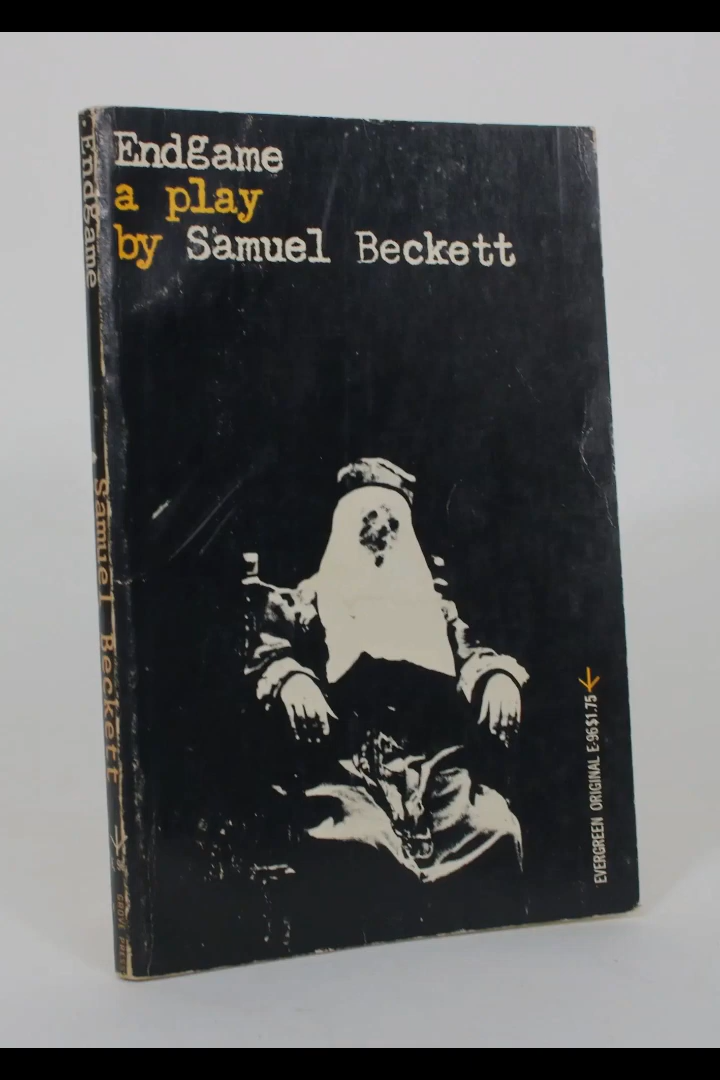 Endgame
a play
by Samuel Beckett
EVERGREEN ORIGINAL E-96 $1.75
Endgame
Samuel Beckett
GROVE PRESS